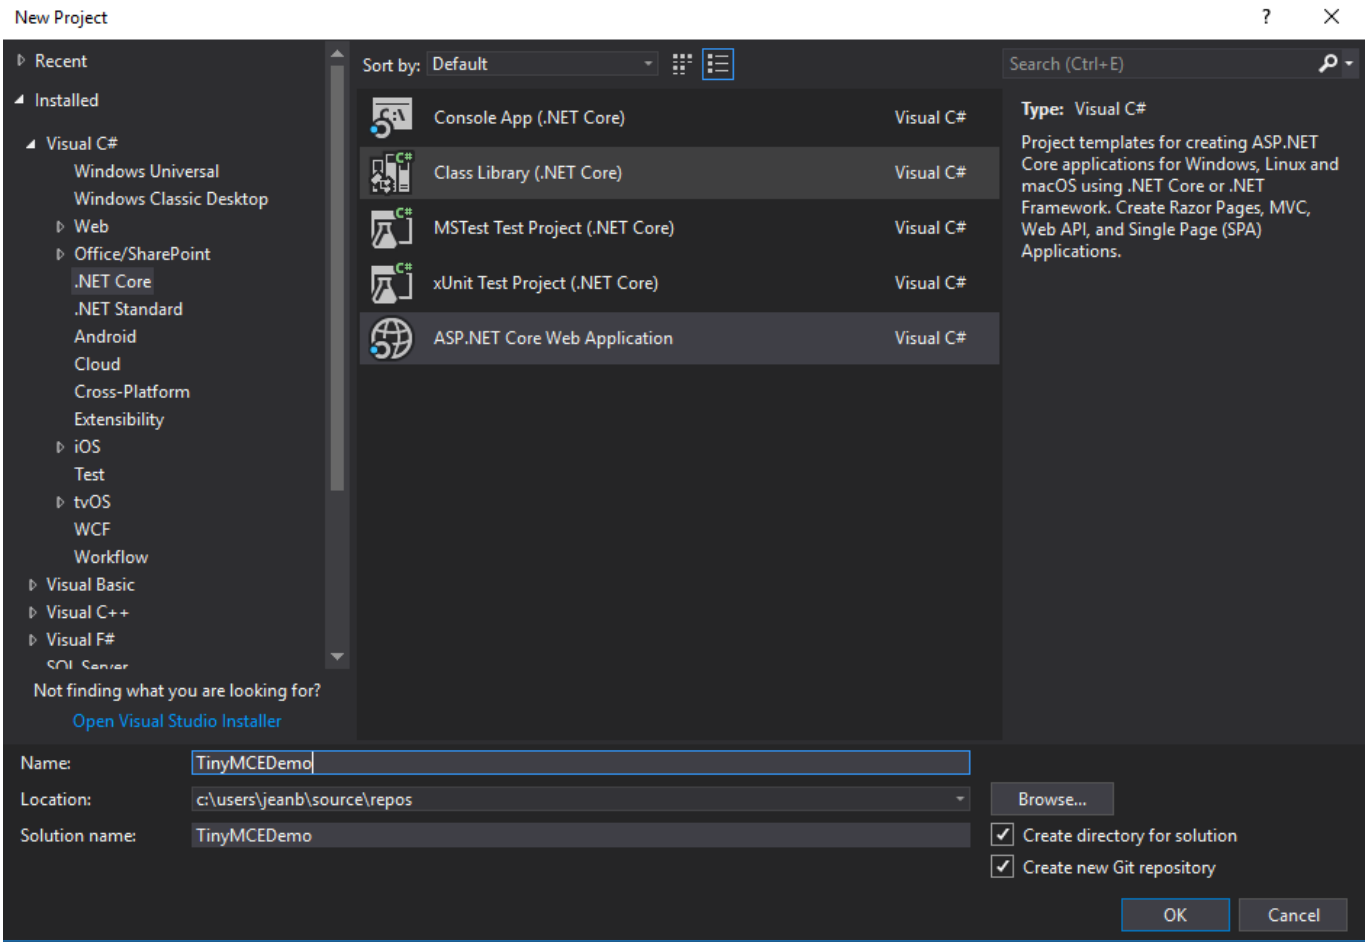 New Project
?
Recent
Installed
Visual C#
Windows Universal
Windows Classic Desktop
Web
Office/SharePoint
.NET Core
.NET Standard
Android
Cloud
Cross-Platform
Extensibility
iOS
Test
tvOS
WCF
Workflow
Visual Basic
Visual C++
Visual F#
SQL Server
Not finding what you are looking for?
Open Visual Studio Installer
Sort by: Default
Console App (.NET Core) Visual C#
Class Library (.NET Core) Visual C#
MSTest Test Project (.NET Core) Visual C#
xUnit Test Project (.NET Core) Visual C#
ASP.NET Core Web Application Visual C#
Search (Ctrl+E)
Type: Visual C#
Project templates for creating ASP.NET
Core applications for Windows, Linux and
macOS using .NET Core or .NET
Framework. Create Razor Pages, MVC,
Web API, and Single Page (SPA)
Applications.
Name: TinyMCEDemo
Location: c:\users\jeanb\source\repos
Browse...
Solution name: TinyMCEDemo
Create directory for solution
Create new Git repository
OK
Cancel